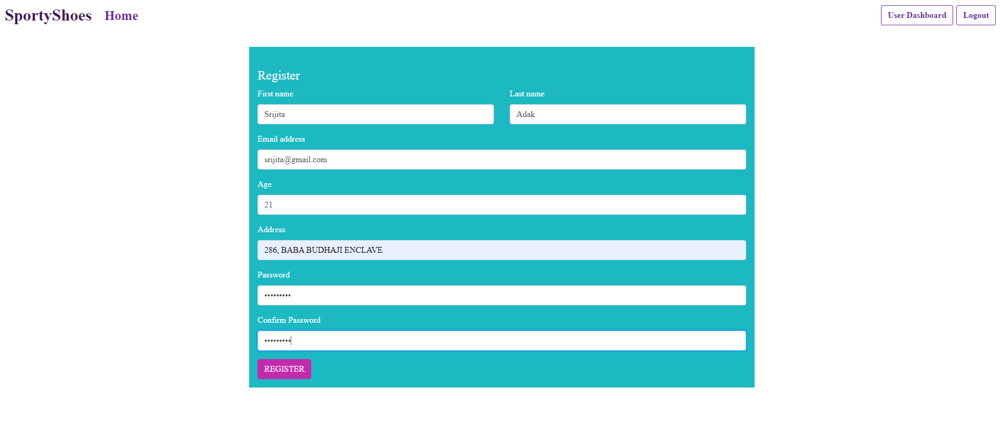 SportyShoes Home User Dashboard Logout
Register
First name Last name
Srijita Adak
Email address
srijita@gmail.com
Age
21
Address
286, BABA BUDHAJI ENCLAVE
Password
•••••••••
Confirm Password
•••••••••
REGISTER